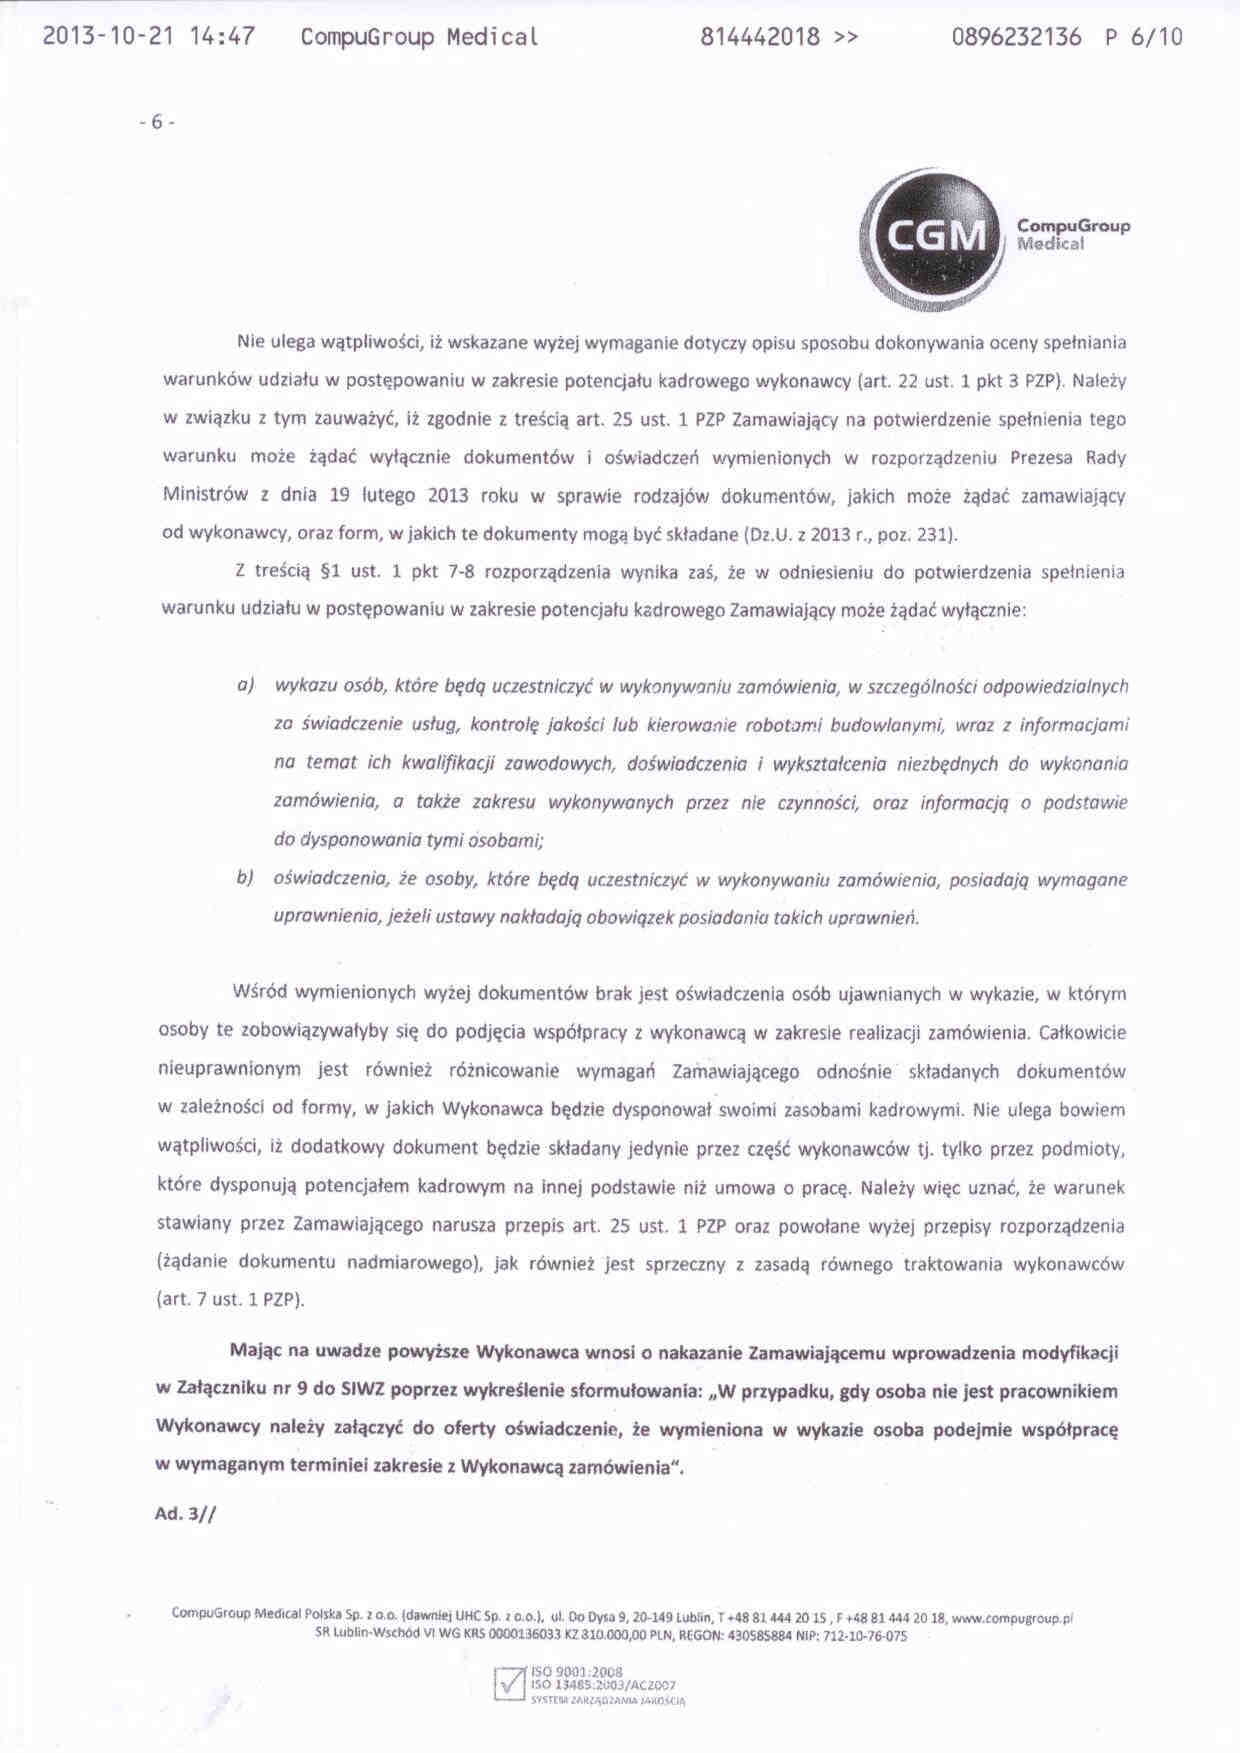 2013-10-21 14:47 CompuGroup Medical 814442018 >> 0896232136 P 6/10
- 6 -
CGM
CompuGroup
Medical
Nie ulega wątpliwości, iż wskazane wyżej wymaganie dotyczy opisu sposobu dokonywania oceny spełniania
warunków udziału w postępowaniu w zakresie potencjału kadrowego wykonawcy (art. 22 ust. 1 pkt 3 PZP). Należy
w związku z tym zauważyć, iż zgodnie z treścią art. 25 ust. 1 PZP Zamawiający na potwierdzenie spełnienia tego
warunku może żądać wyłącznie dokumentów i oświadczeń wymienionych w rozporządzeniu Prezesa Rady
Ministrów z dnia 19 lutego 2013 roku w sprawie rodzajów dokumentów, jakich może żądać zamawiający
od wykonawcy, oraz form, w jakich te dokumenty mogą być składane (Dz.U. z 2013 r., poz. 231).
Z treścią §1 ust. 1 pkt 7-8 rozporządzenia wynika zaś, że w odniesieniu do potwierdzenia spełnienia
warunku udziału w postępowaniu w zakresie potencjału kadrowego Zamawiający może żądać wyłącznie:
a) wykazu osób, które będą uczestniczyć w wykonywaniu zamówienia, w szczególności odpowiedzialnych
za świadczenie usług, kontrolę jakości lub kierowanie robotami budowlanymi, wraz z informacjami
na temat ich kwalifikacji zawodowych, doświadczenia i wykształcenia niezbędnych do wykonania
zamówienia, a także zakresu wykonywanych przez nie czynności, oraz informacją o podstawie
do dysponowania tymi osobami;
b) oświadczenia, że osoby, które będą uczestniczyć w wykonywaniu zamówienia, posiadają wymagane
uprawnienia, jeżeli ustawy nakładają obowiązek posiadania takich uprawnień.
Wśród wymienionych wyżej dokumentów brak jest oświadczenia osób ujawnianych w wykazie, w którym
osoby te zobowiązywałyby się do podjęcia współpracy z wykonawcą w zakresie realizacji zamówienia. Całkowicie
nieuprawnionym jest również różnicowanie wymagań Zamawiającego odnośnie składanych dokumentów
w zależności od formy, w jakich Wykonawca będzie dysponował swoimi zasobami kadrowymi. Nie ulega bowiem
wątpliwości, iż dodatkowy dokument będzie składany jedynie przez część wykonawców tj. tylko przez podmioty,
które dysponują potencjałem kadrowym na innej podstawie niż umowa o pracę. Należy więc uznać, że warunek
stawiany przez Zamawiającego narusza przepis art. 25 ust. 1 PZP oraz powołane wyżej przepisy rozporządzenia
(żądanie dokumentu nadmiarowego), jak również jest sprzeczny z zasadą równego traktowania wykonawców
(art. 7 ust. 1 PZP).
Mając na uwadze powyższe Wykonawca wnosi o nakazanie Zamawiającemu wprowadzenia modyfikacji
w Załączniku nr 9 do SIWZ poprzez wykreślenie sformułowania: „W przypadku, gdy osoba nie jest pracownikiem
Wykonawcy należy załączyć do oferty oświadczenie, że wymieniona w wykazie osoba podejmie współpracę
w wymaganym terminiei zakresie z Wykonawcą zamówienia".
Ad. 3//
CompuGroup Medical Polska Sp. z o.o. (dawniej UHC Sp. z o.o.), ul. Do Dysa 9, 20-149 Lublin, T +48 81 444 20 15 , F +48 81 444 20 18, www.compugroup.pl
SR Lublin-Wschód VI WG KRS 0000136033 KZ 310.000,00 PLN, REGON: 430585884 NIP: 712-10-76-075
ISO 9001:2008
ISO 13485:2003/AC2007
SYSTEM ZARZĄDZANIA JAKOŚCIĄ